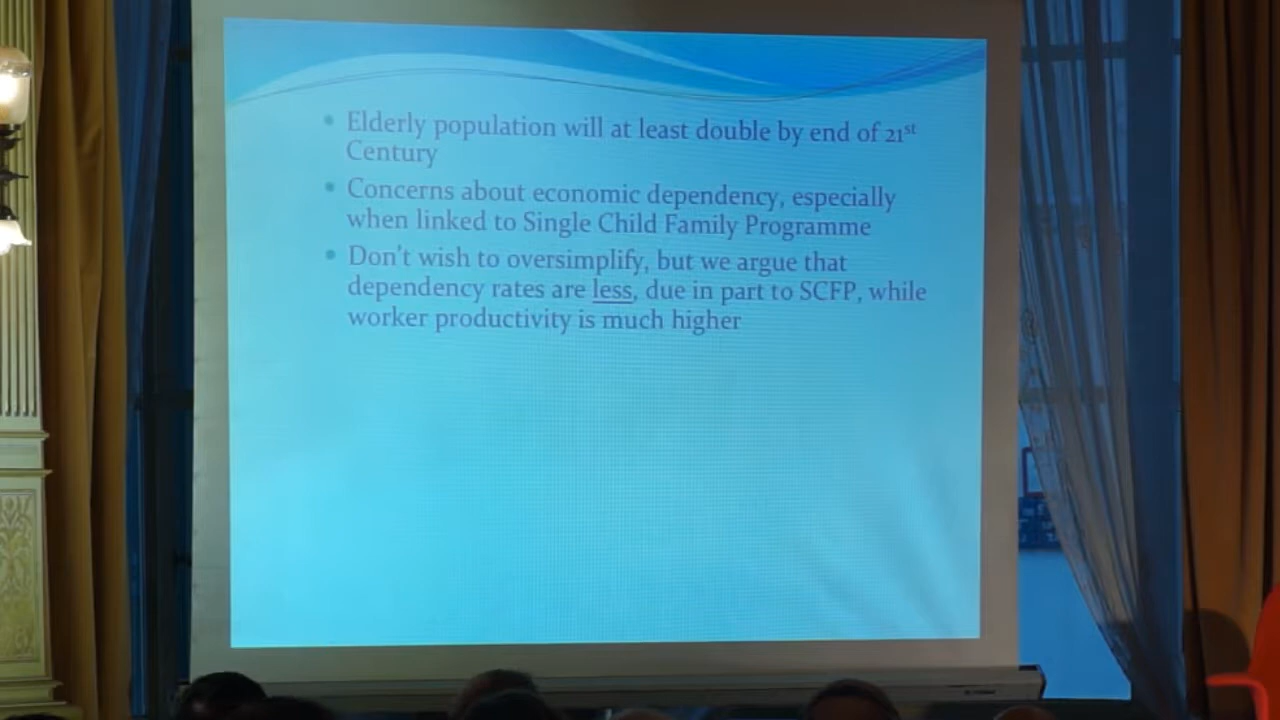 Elderly population will at least double by end of 21st
Century
Concerns about economic dependency, especially
when linked to Single Child Family Programme
Don't wish to oversimplify, but we argue that
dependency rates are less, due in part to SCFP, while
worker productivity is much higher